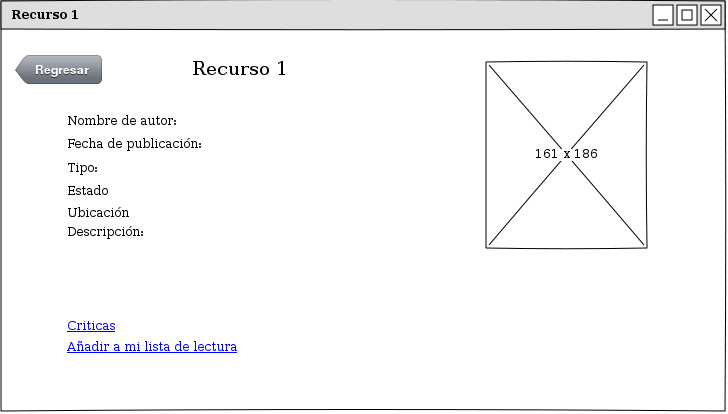 Recurso 1
Regresar
Recurso 1
Nombre de autor:
Fecha de publicación:
Tipo:
Estado
Ubicación
Descripción:
161 x 186
Criticas
Añadir a mi lista de lectura